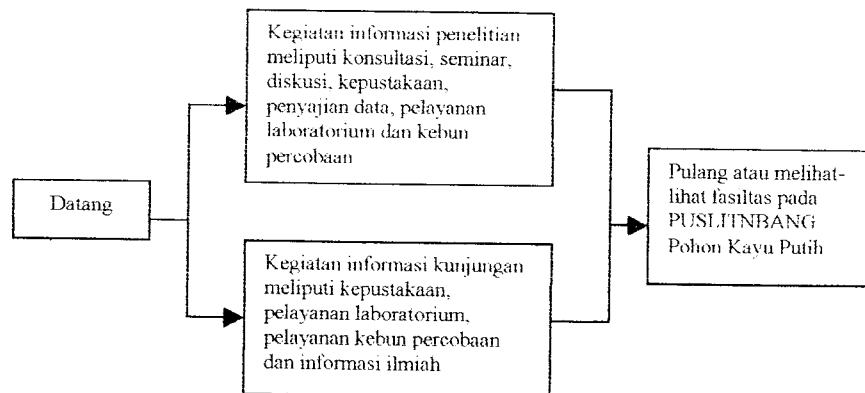 Kegiatan informasi penelitian
meliputi konsultasi, seminar,
diskusi, kepustakaan,
penyajian data, pelayanan
laboratorium dan kebun
percobaan
Datang
Kegiatan informasi kunjungan
meliputi kepustakaan,
pelayanan laboratorium,
pelayanan kebun percobaan
dan informasi ilmiah
Pulang atau melihat-
lihat fasiltas pada
PUSLITNBANG
Pohon Kayu Putih